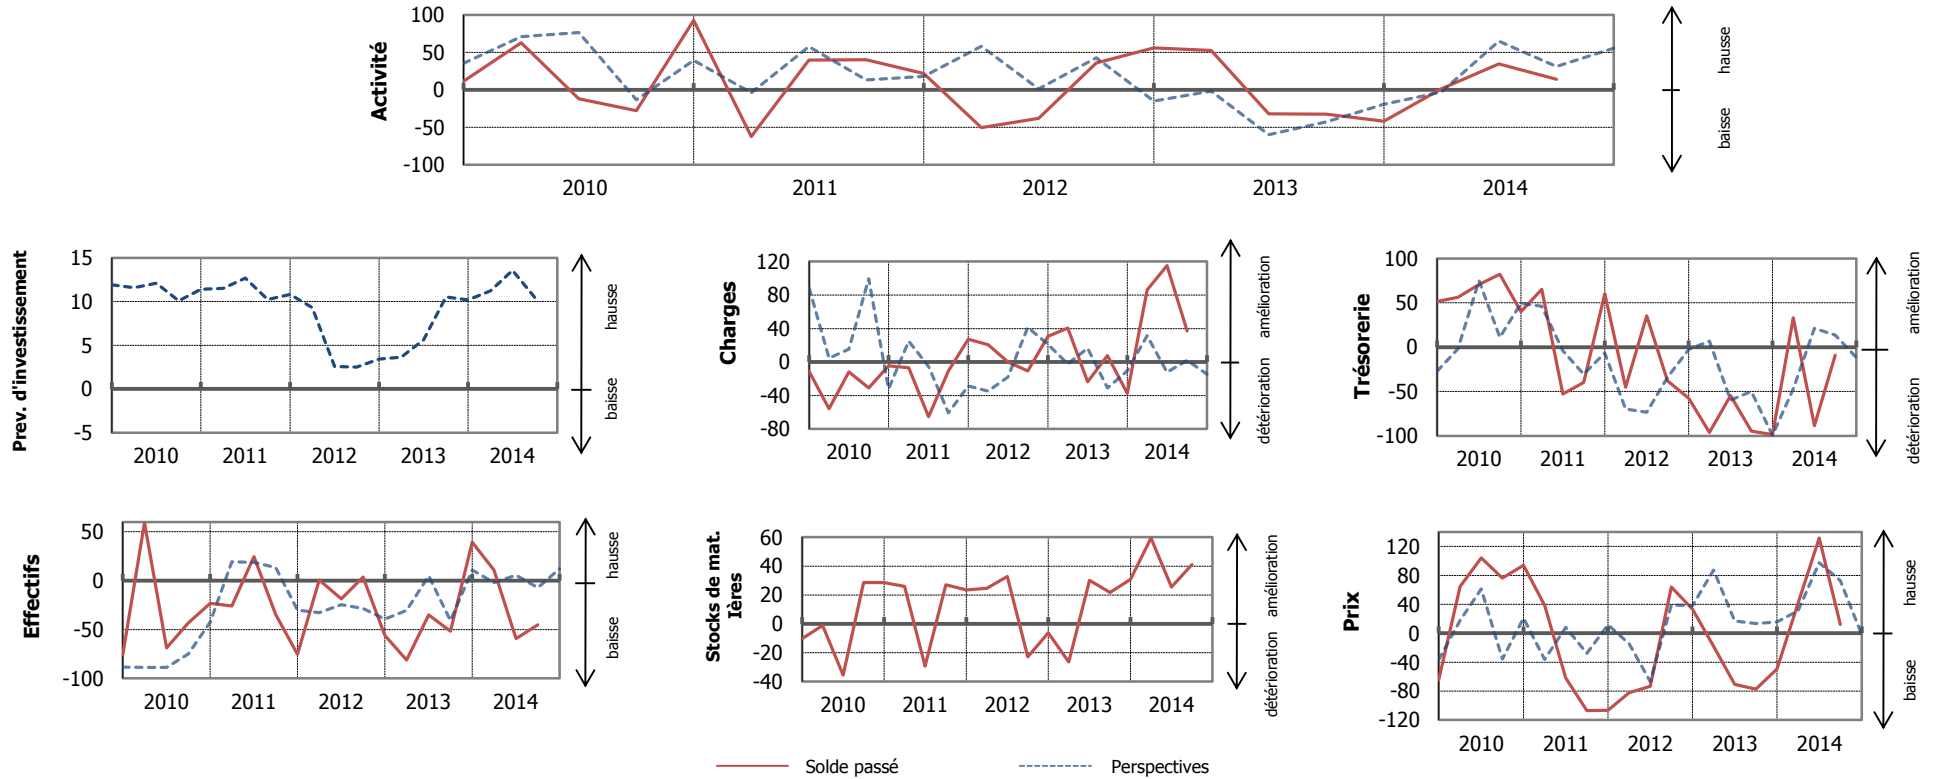 Activité
100
50
0
-50
-100
2010 2011 2012 2013 2014
hausse
baisse
Prev. d'investissement
15
10
5
0
-5
2010 2011 2012 2013 2014
hausse
baisse
Charges
120
80
40
0
-40
-80
2010 2011 2012 2013 2014
amélioration
détérioration
Trésorerie
100
50
0
-50
-100
2010 2011 2012 2013 2014
amélioration
détérioration
Effectifs
50
0
-50
-100
2010 2011 2012 2013 2014
hausse
baisse
Stocks de mat.
Ières
60
40
20
0
-20
-40
2010 2011 2012 2013 2014
amélioration
détérioration
Prix
120
80
40
0
-40
-80
-120
2010 2011 2012 2013 2014
hausse
baisse
Solde passé Perspectives